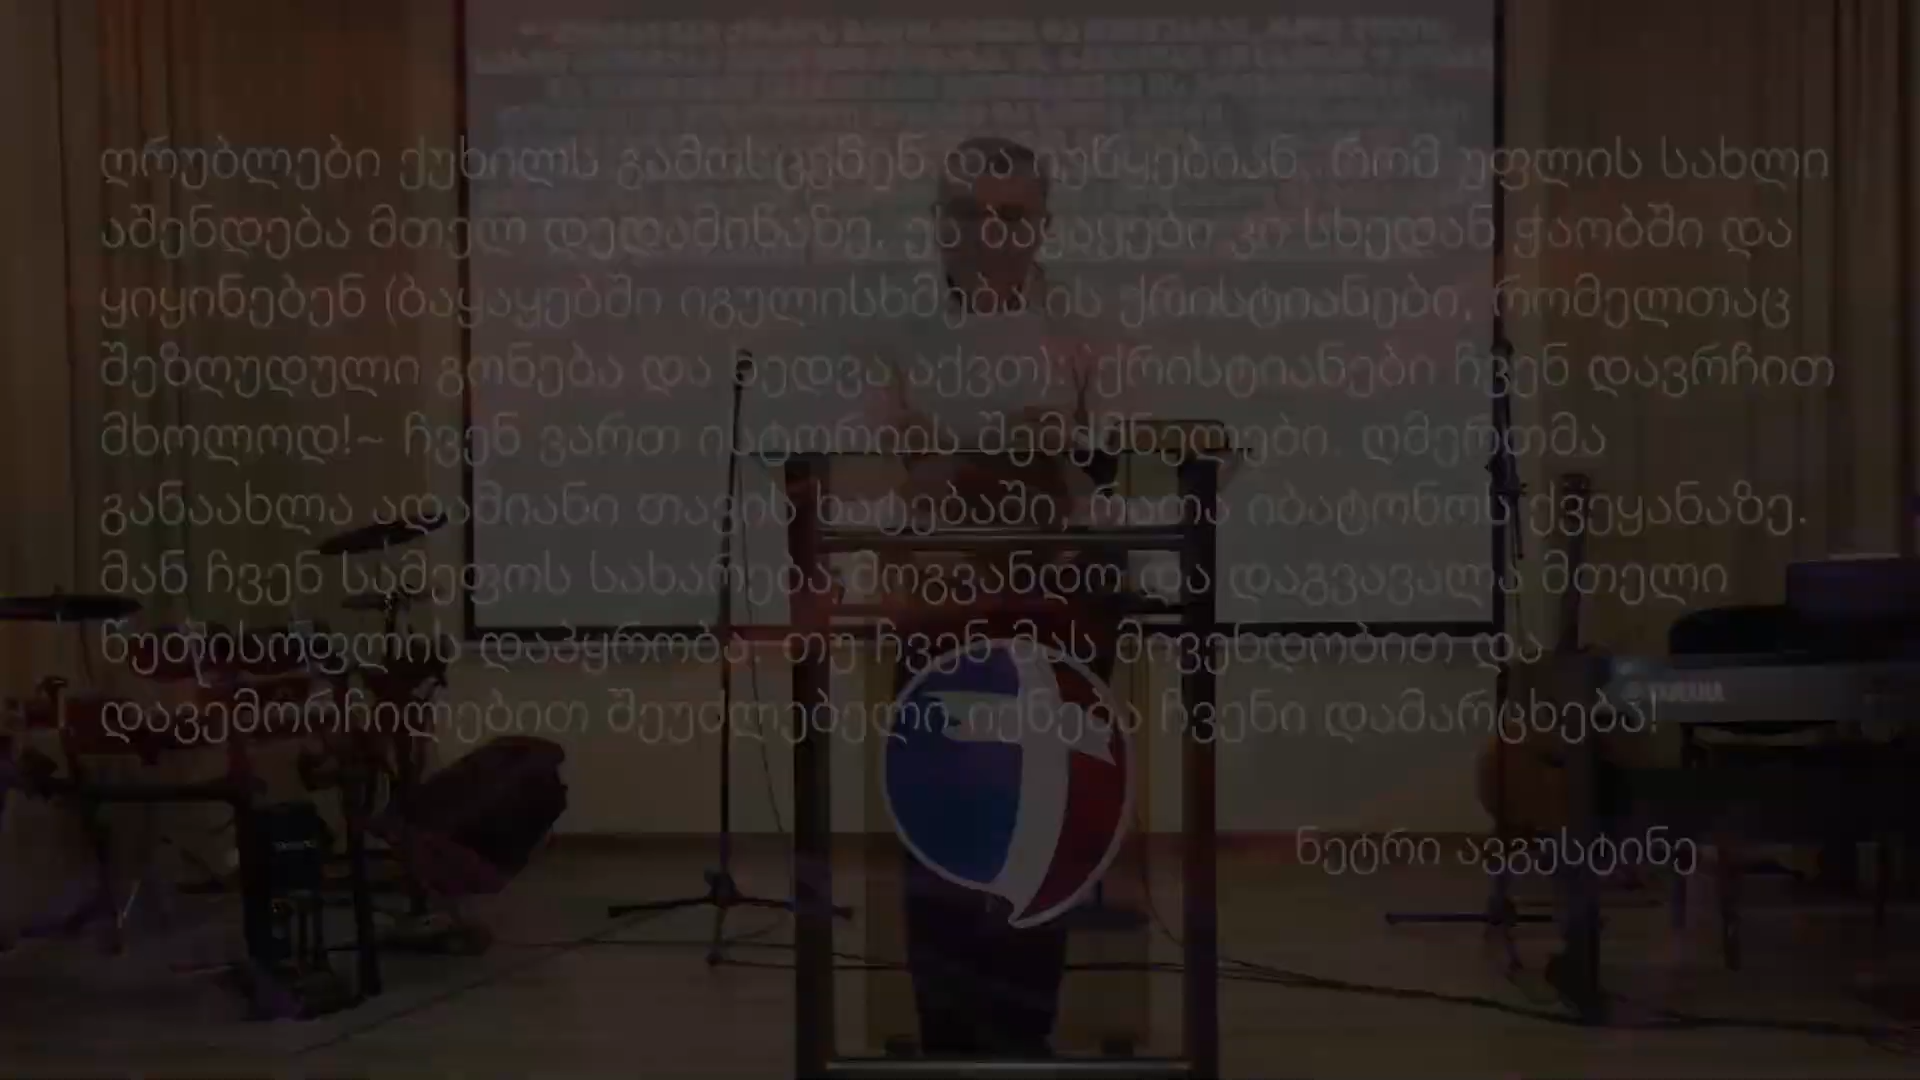 ღრუბლები ქუხილს გამოსცემენ და იუწყებიან, რომ უფლის სახლი
აშენდება მთელ დედამიწაზე, ეს ბაყაყები კი სხედან ჭაობში და
ყიყინებენ (ბაყაყებში იგულისხმება ის ქრისტიანები, რომელთაც
შეზღუდული გონება და ხედვა აქვთ): ქრისტიანები ჩვენ დავრჩით
მხოლოდ!~ ჩვენ ვართ ისტორიის შემქმნელები. ღმერთმა
განაახლა ადამიანი თავის ხატებაში, რათა იბატონოს ქვეყანაზე.
მან ჩვენ სამეფოს სახარება მოგვანდო და დაგვავალა მთელი
წუთისოფლის დაპყრობა. თუ ჩვენ მას მივენდობით და
დავემორჩილებით შეუძლებელი იქნება ჩვენი დამარცხება!
ნეტრი ავგუსტინე
YAMAHA